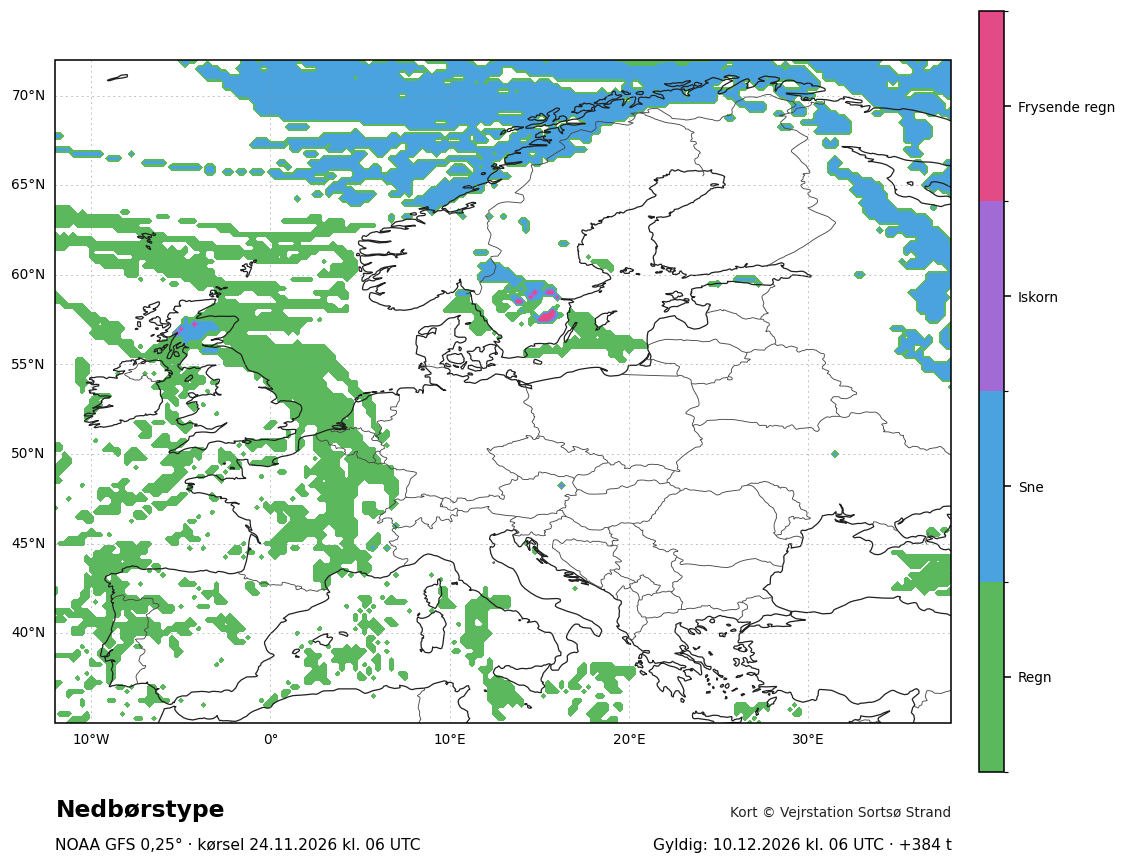 70°N
65°N
60°N
55°N
50°N
45°N
40°N
10°W
0°
10°E
20°E
30°E
Frysende regn
Iskorn
Sne
Regn
Nedbørstype
Kort © Vejrstation Sortsø Strand
NOAA GFS 0,25° · kørsel 24.11.2026 kl. 06 UTC
Gyldig: 10.12.2026 kl. 06 UTC · +384 t